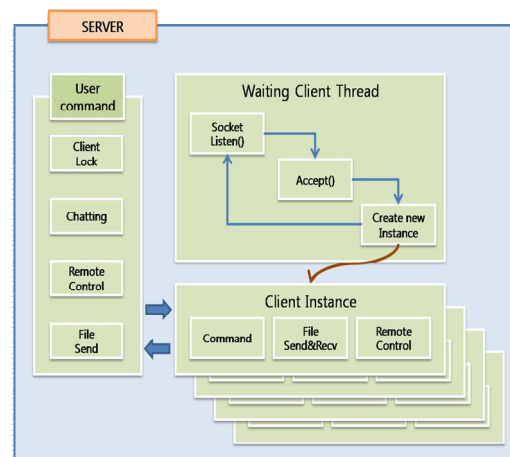 SERVER
User
command
Client
Lock
Chatting
Remote
Control
File
Send
Waiting Client Thread
Socket
Listen()
Accept()
Create new
Instance
Client Instance
Command
File
Send&Recv
Remote
Control